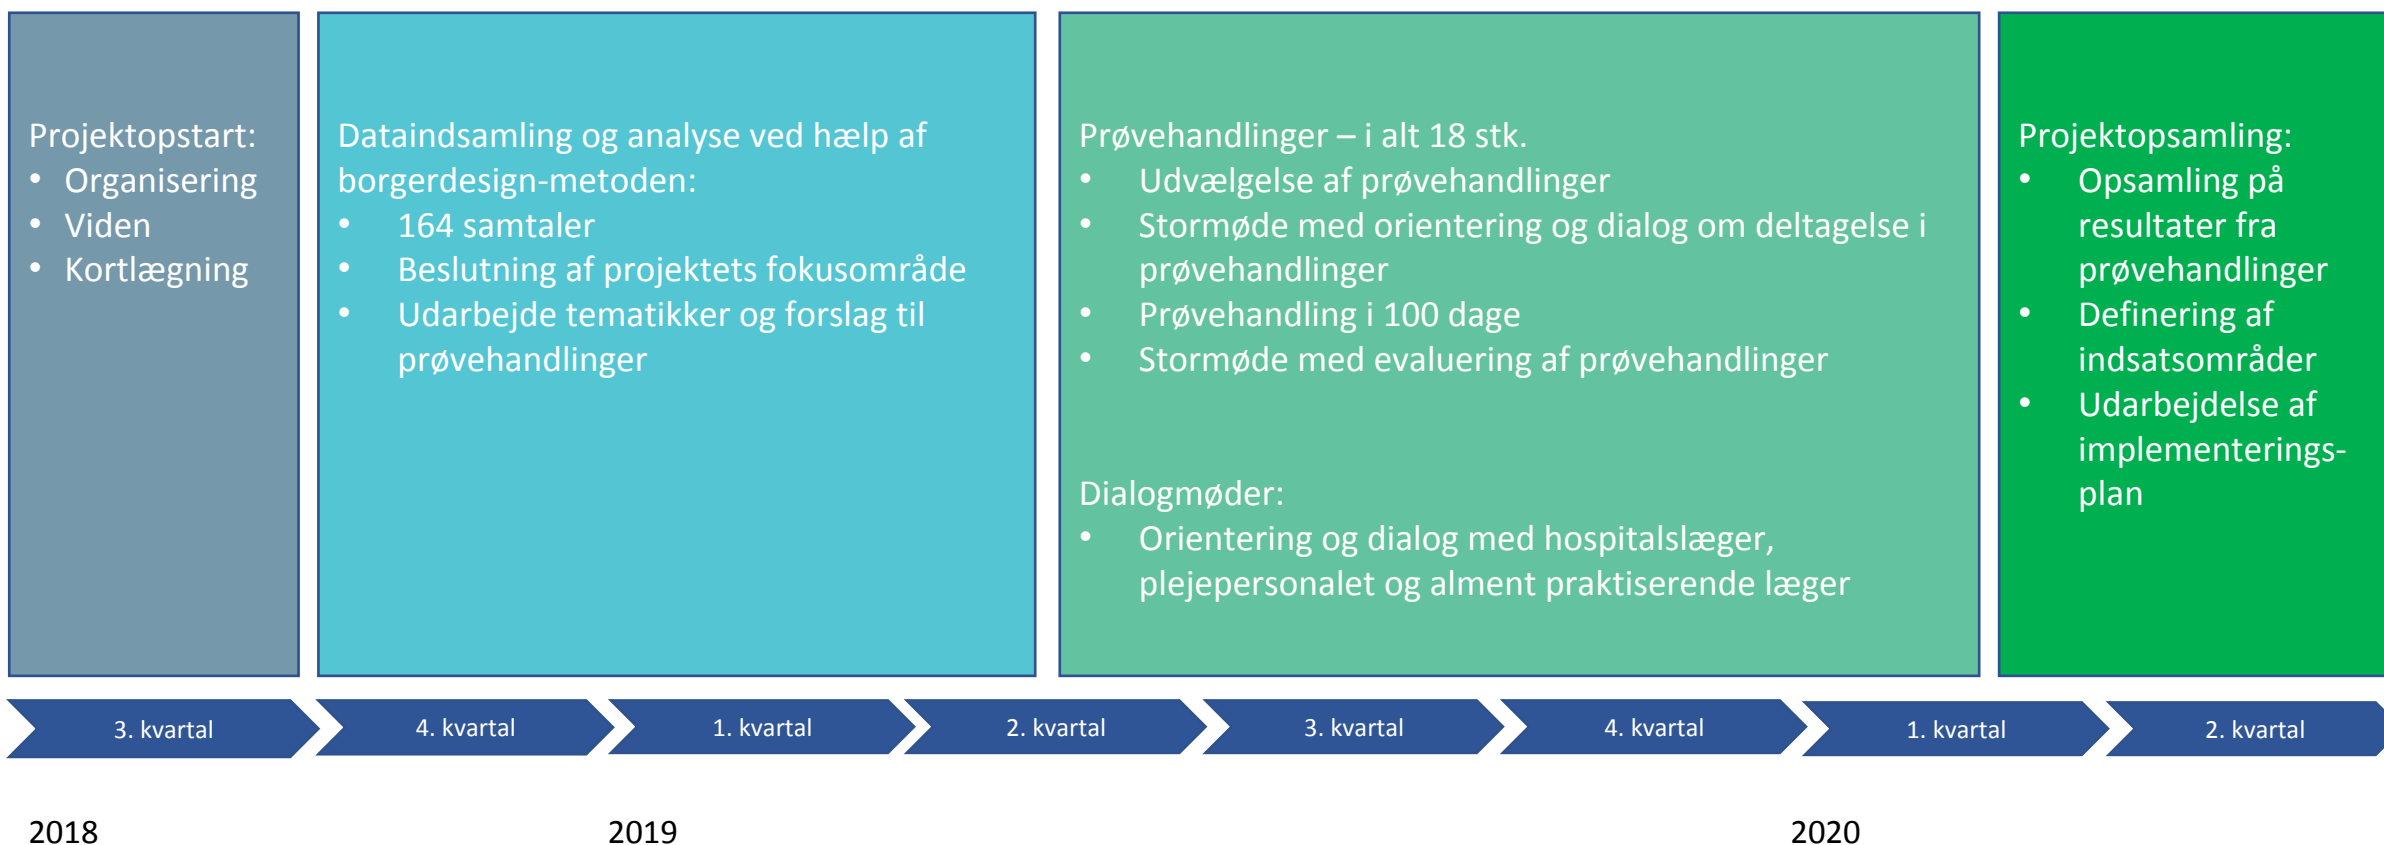 Projektopstart:
• Organisering
• Viden
• Kortlægning
Dataindsamling og analyse ved hjælp af
borgerdesign-metoden:
• 164 samtaler
• Beslutning af projektets fokusområde
• Udarbejde tematikker og forslag til
prøvehandlinger
Prøvehandlinger – i alt 18 stk.
• Udvælgelse af prøvehandlinger
• Stormøde med orientering og dialog om deltagelse i
prøvehandlinger
• Prøvehandling i 100 dage
• Stormøde med evaluering af prøvehandlinger
Dialogmøder:
• Orientering og dialog med hospitalslæger,
plejepersonalet og alment praktiserende læger
Projektopsamling:
• Opsamling på
resultater fra
prøvehandlinger
• Definering af
indsatsområder
• Udarbejdelse af
implementerings-
plan
3. kvartal
4. kvartal
1. kvartal
2. kvartal
3. kvartal
4. kvartal
1. kvartal
2. kvartal
2018
2019
2020